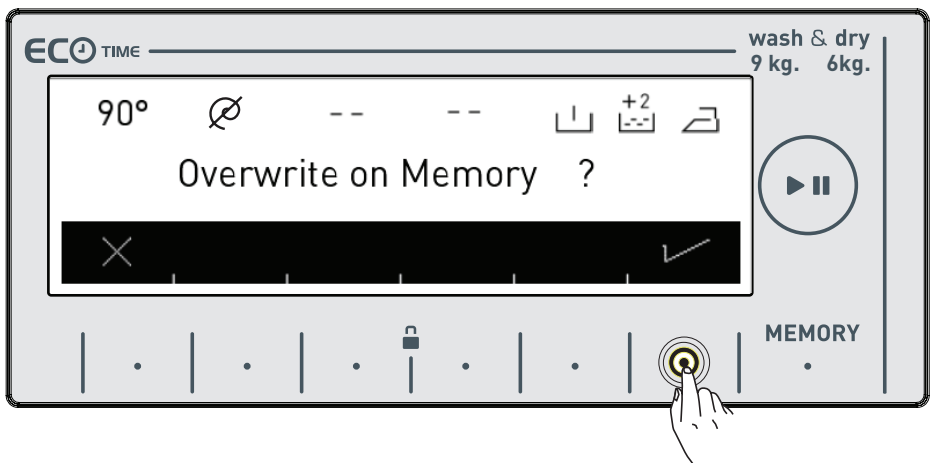 ECO TIME
wash & dry
9 kg. 6kg.
90° -- --
+2
Overwrite on Memory ?
MEMORY